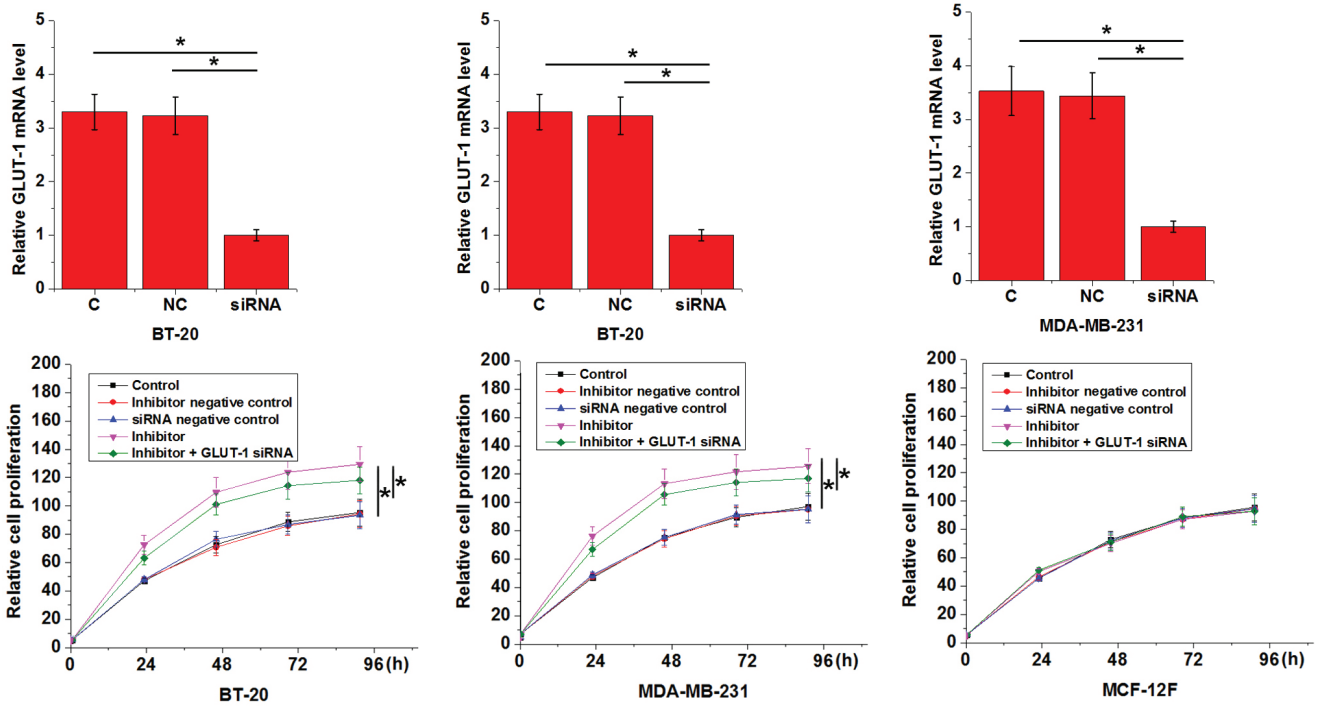 Relative GLUT-1 mRNA level
5
4
3
2
1
0
*
*
C NC siRNA
BT-20
Relative GLUT-1 mRNA level
5
4
3
2
1
0
*
*
C NC siRNA
BT-20
Relative GLUT-1 mRNA level
5
4
3
2
1
0
*
*
C NC siRNA
MDA-MB-231
Relative cell proliferation
200
180
160
140
120
100
80
60
40
20
0
Control
Inhibitor negative control
siRNA negative control
Inhibitor
Inhibitor + GLUT-1 siRNA
*
*
0 24 48 72 96 (h)
BT-20
Relative cell proliferation
200
180
160
140
120
100
80
60
40
20
0
Control
Inhibitor negative control
siRNA negative control
Inhibitor
Inhibitor + GLUT-1 siRNA
*
*
0 24 48 72 96 (h)
MDA-MB-231
Relative cell proliferation
200
180
160
140
120
100
80
60
40
20
0
Control
Inhibitor negative control
siRNA negative control
Inhibitor
Inhibitor + GLUT-1 siRNA
0 24 48 72 96 (h)
MCF-12F